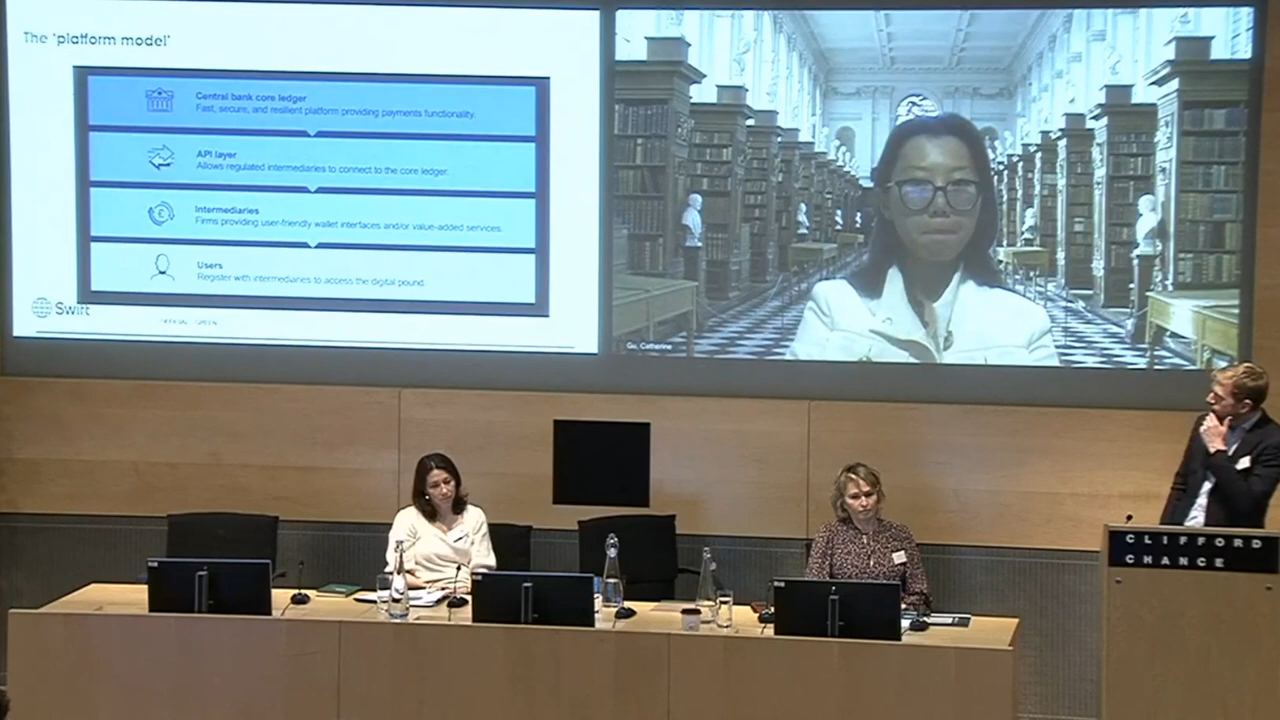 The 'platform model'
Central bank core ledger
Fast, secure, and resilient platform providing payments functionality.
API layer
Allows regulated intermediaries to connect to the core ledger.
Intermediaries
Firms providing user-friendly wallet interfaces and/or value-added services.
Users
Register with intermediaries to access the digital pound.
Swift
Gu, Catherine
CLIFFORD
CHANCE